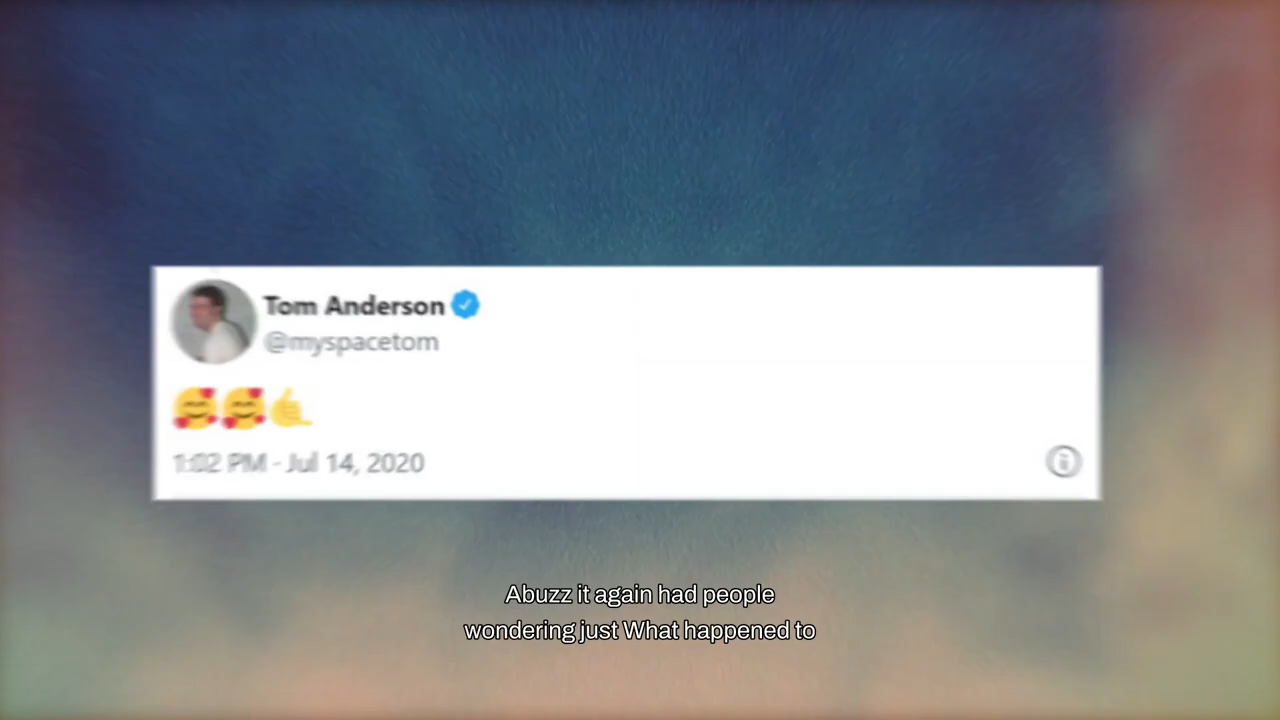 Tom Anderson
@myspacetom
🥰🥰🤙
1:02 PM · Jul 14, 2020
Abuzz it again had people
wondering just What happened to